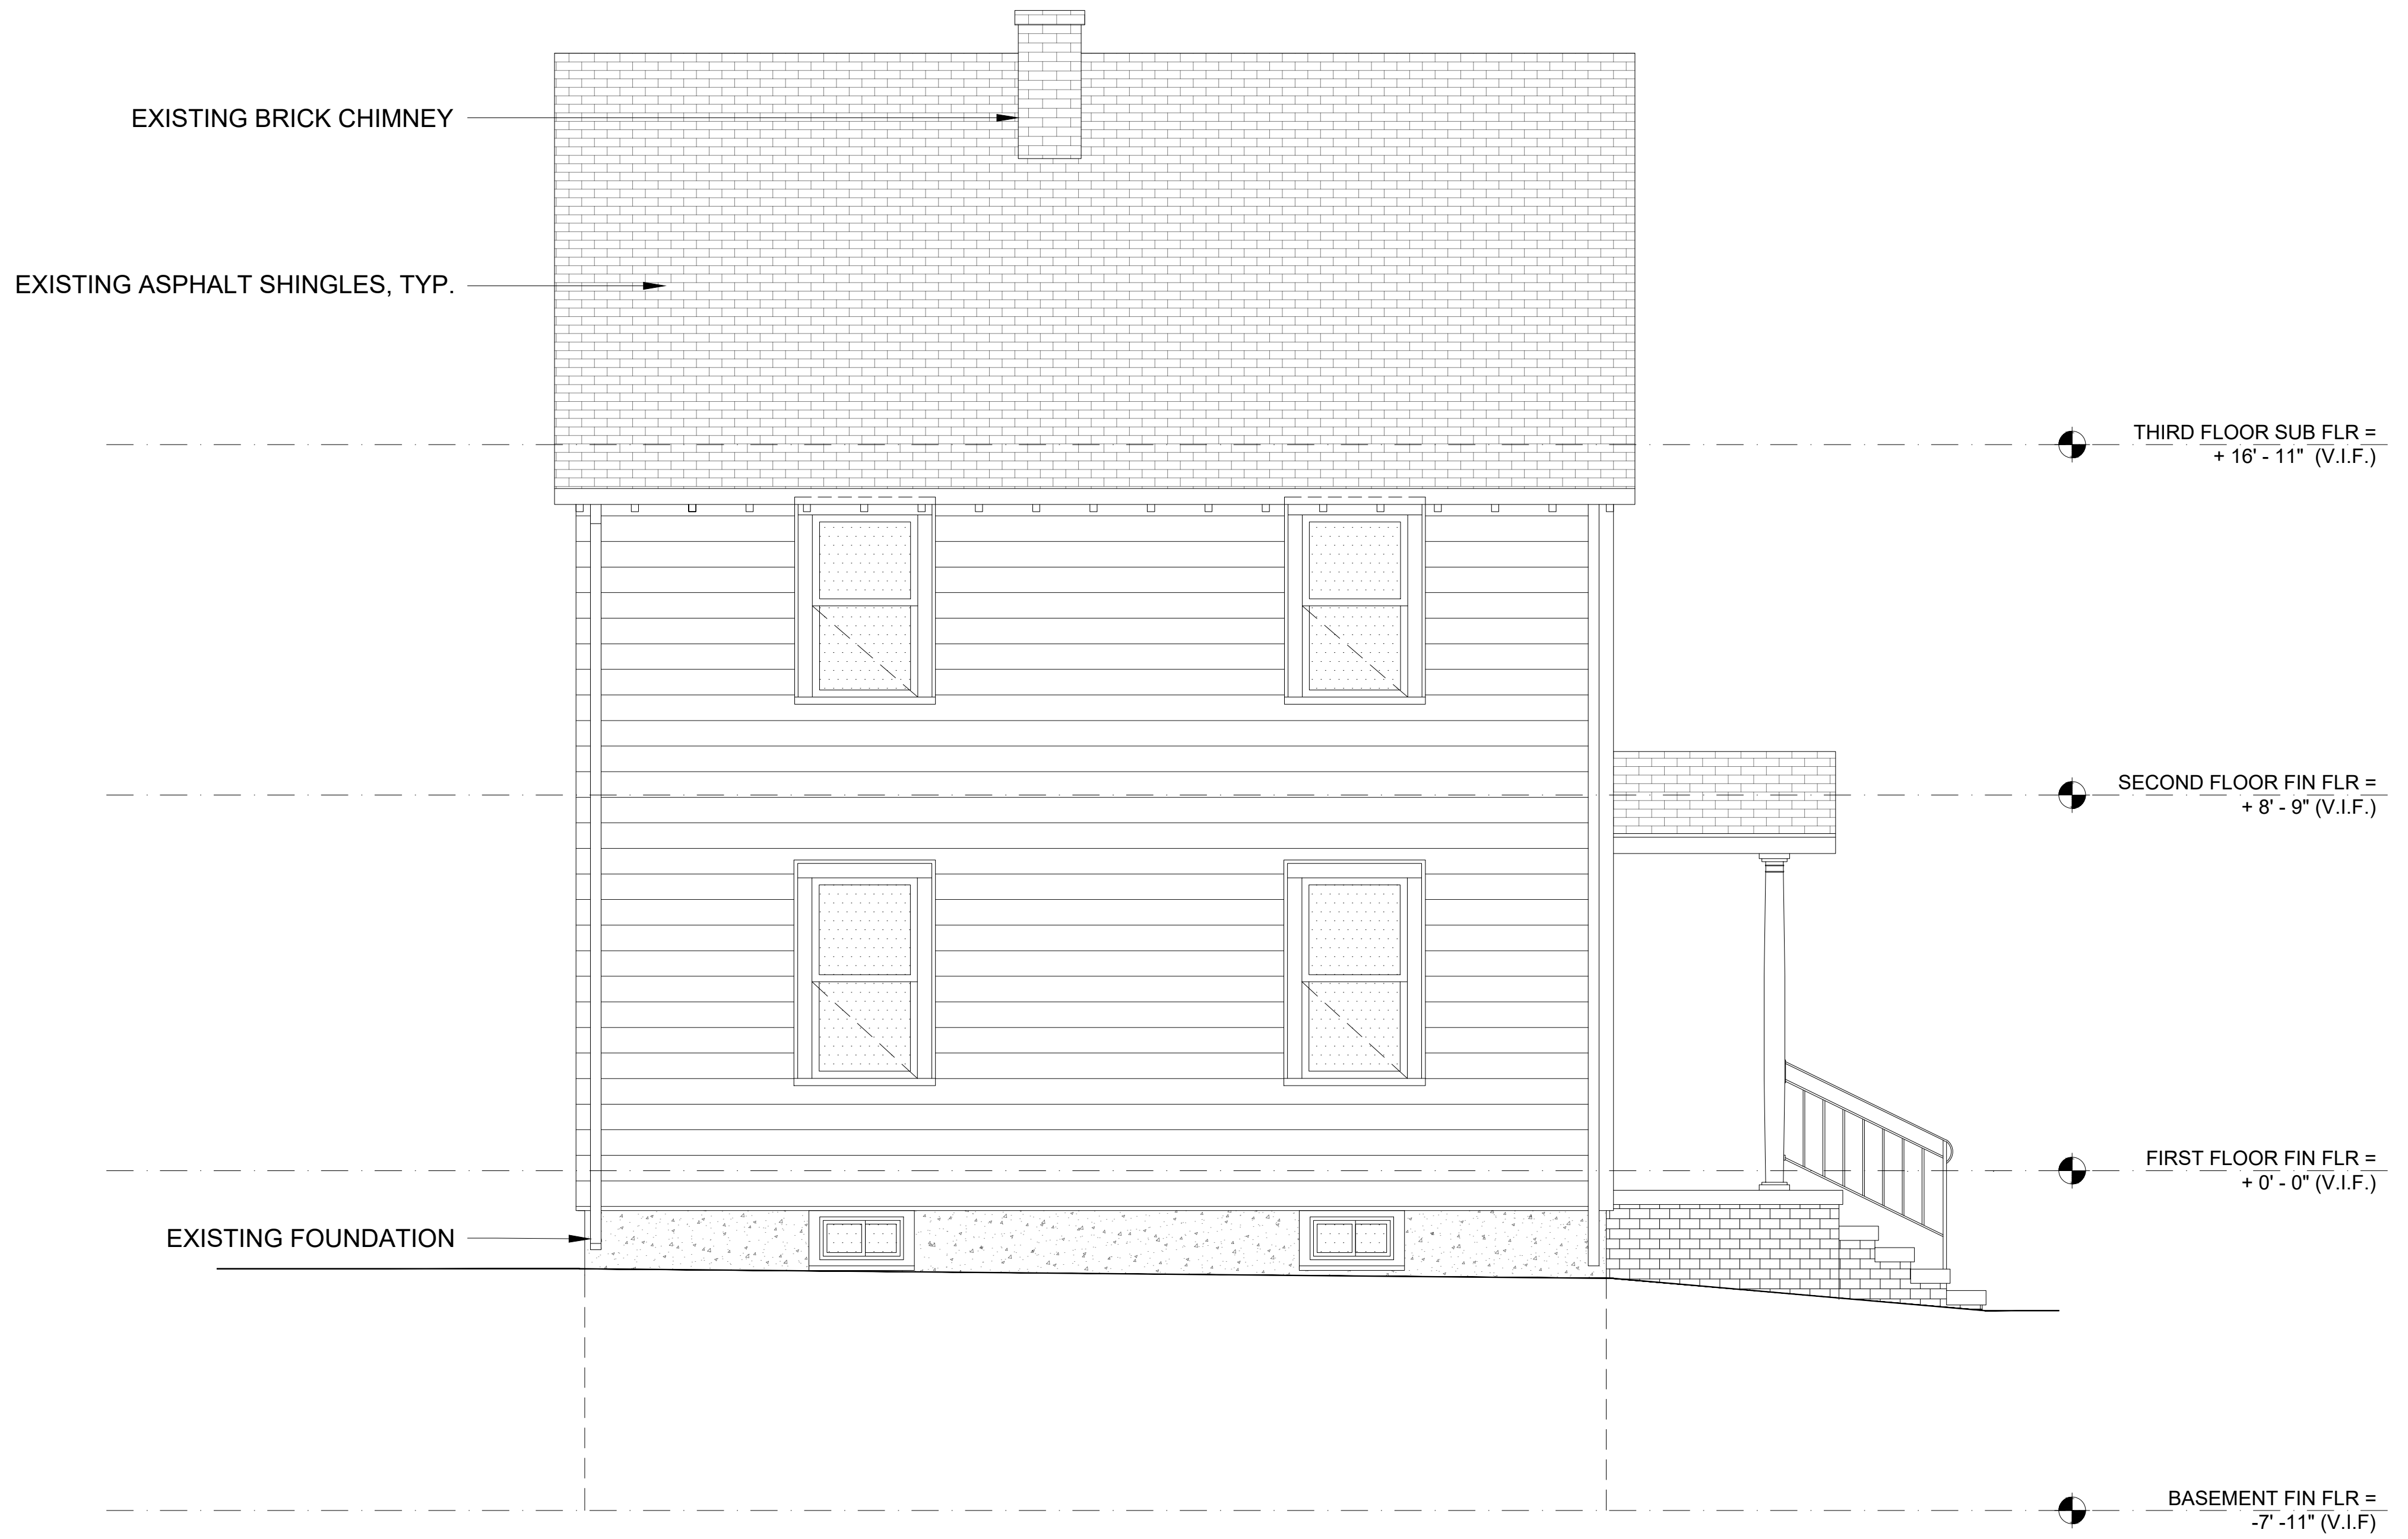 EXISTING BRICK CHIMNEY
EXISTING ASPHALT SHINGLES, TYP.
THIRD FLOOR SUB FLR =
+ 16' - 11" (V.I.F.)
SECOND FLOOR FIN FLR =
+ 8' - 9" (V.I.F.)
FIRST FLOOR FIN FLR =
+ 0' - 0" (V.I.F.)
EXISTING FOUNDATION
BASEMENT FIN FLR =
-7' -11" (V.I.F)